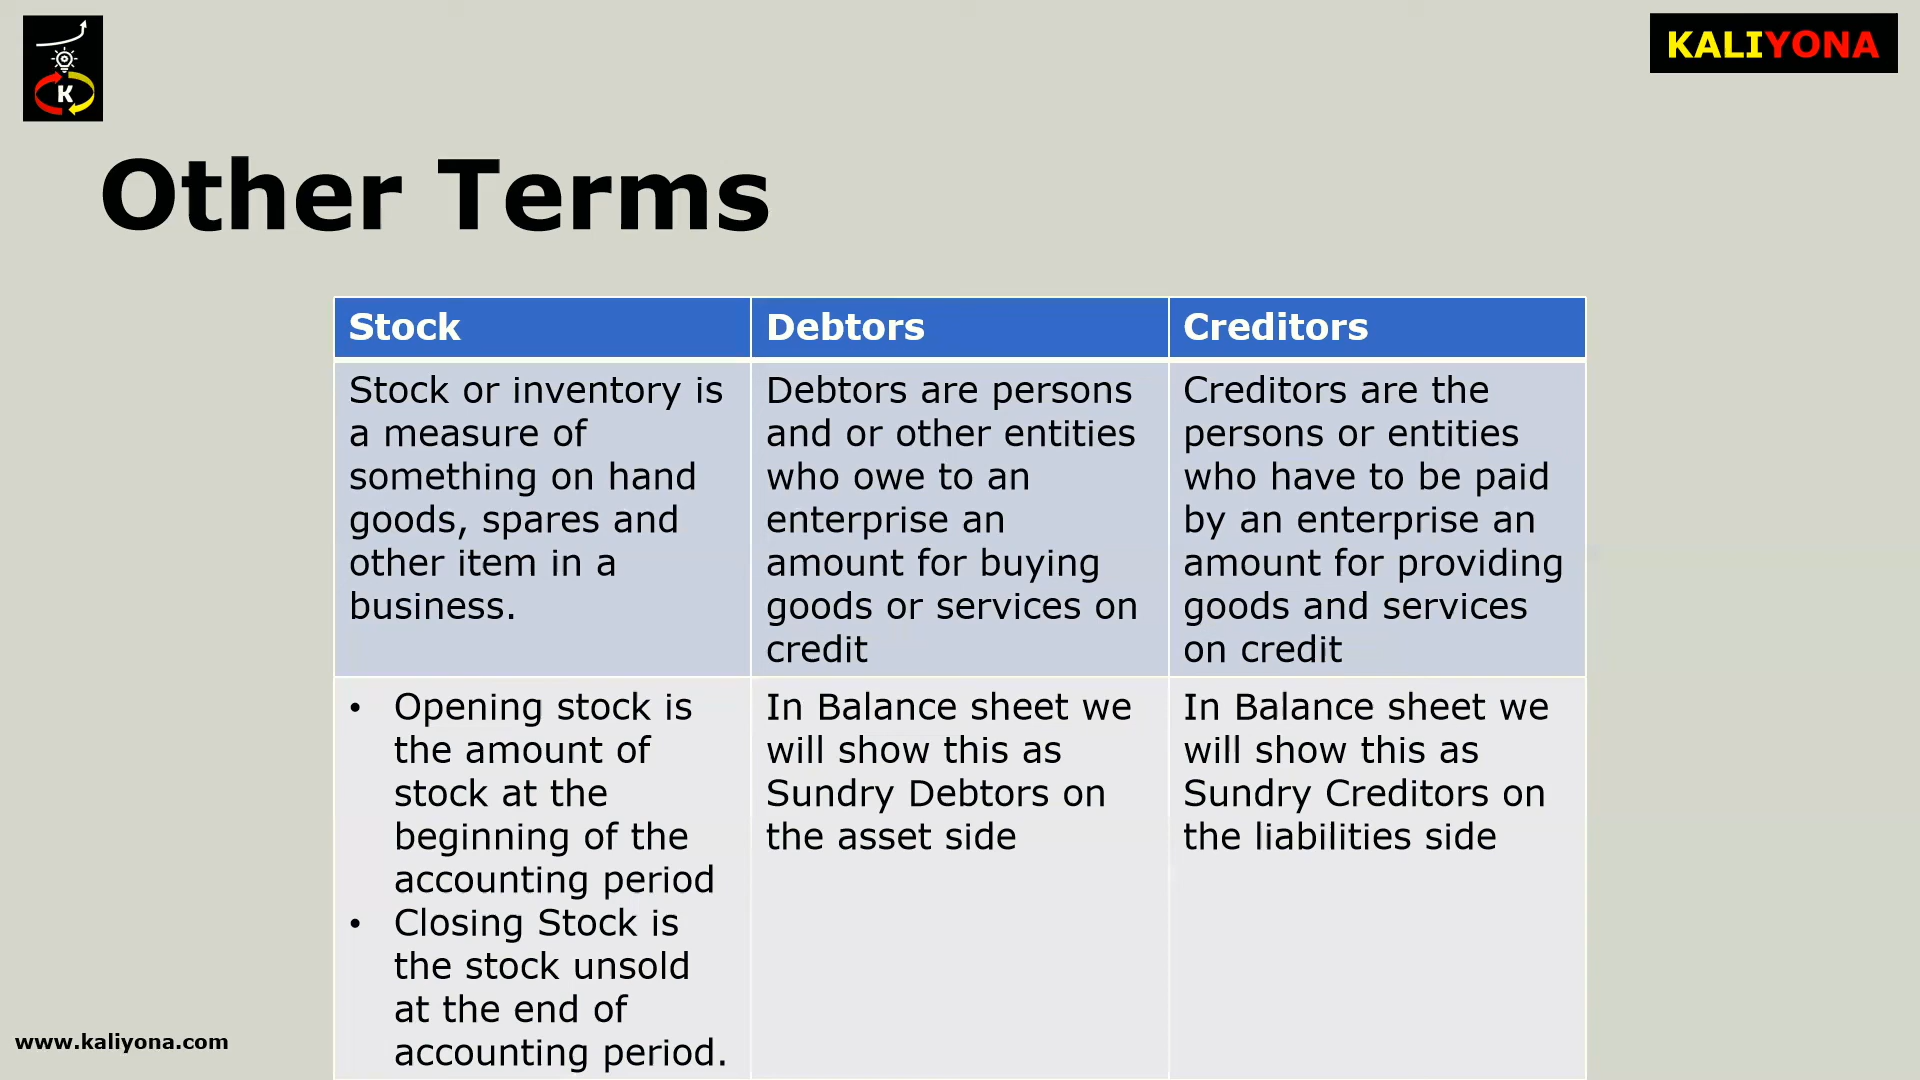 K
KALIYONA
Other Terms
Stock
Stock or inventory is
a measure of
something on hand
goods, spares and
other item in a
business.
• Opening stock is
the amount of
stock at the
beginning of the
accounting period
• Closing Stock is
the stock unsold
at the end of
accounting period.
Debtors
Debtors are persons
and or other entities
who owe to an
enterprise an
amount for buying
goods or services on
credit
In Balance sheet we
will show this as
Sundry Debtors on
the asset side
Creditors
Creditors are the
persons or entities
who have to be paid
by an enterprise an
amount for providing
goods and services
on credit
In Balance sheet we
will show this as
Sundry Creditors on
the liabilities side
www.kaliyona.com